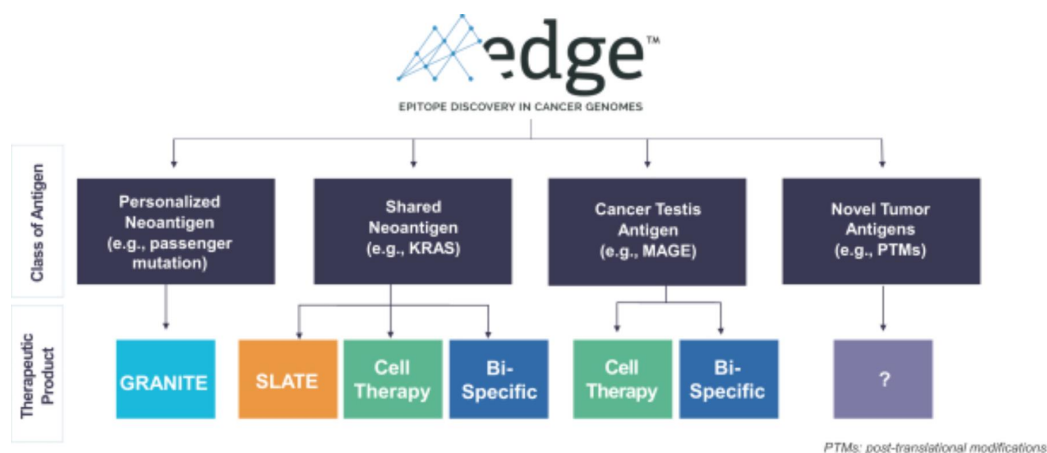 edge™
EPITOPE DISCOVERY IN CANCER GENOMES
Class of Antigen
Personalized
Neoantigen
(e.g., passenger
mutation)
Shared
Neoantigen
(e.g., KRAS)
Cancer Testis
Antigen
(e.g., MAGE)
Novel Tumor
Antigens
(e.g., PTMs)
Therapeutic
Product
GRANITE
SLATE
Cell
Therapy
Bi-
Specific
Cell
Therapy
Bi-
Specific
?
PTMs: post-translational modifications